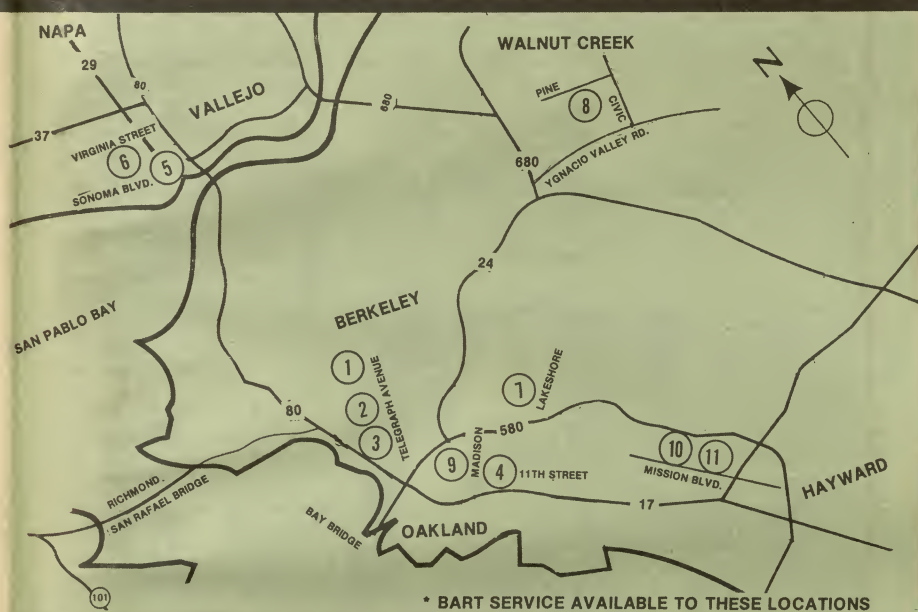 NAPA
29
80
VALLEJO
37
VIRGINIA STREET
6
5
SONOMA BLVD.
680
WALNUT CREEK
PINE
8
CIVIC
680
YGNACIO VALLEY RD.
N
SAN PABLO BAY
24
BERKELEY
1
2
3
TELEGRAPH AVENUE
80
7
LAKESHORE
580
9
MADISON
4
11TH STREET
10
11
MISSION BLVD.
HAYWARD
17
RICHMOND.
SAN RAFAEL BRIDGE
BAY BRIDGE
OAKLAND
101
* BART SERVICE AVAILABLE TO THESE LOCATIONS